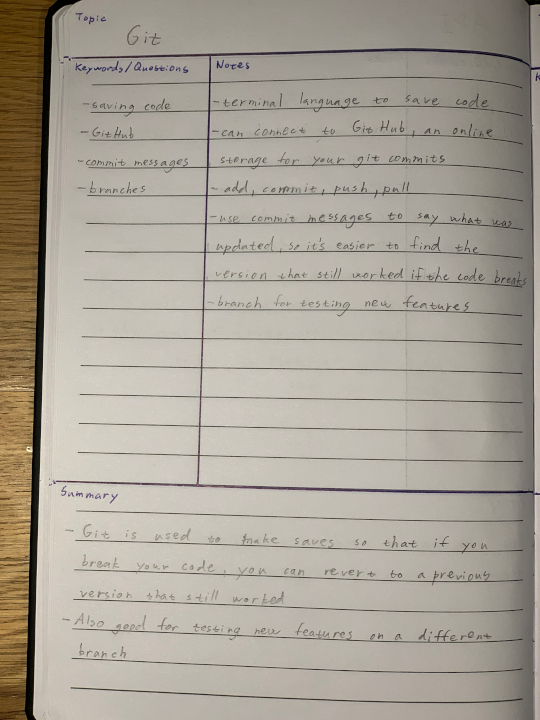 Topic
Git
Keywords/Questions
Notes
-saving code
-GitHub
-commit messages
-branches
-terminal language to save code
-can connect to GitHub, an online
storage for your git commits
- add, commit, push, pull
-use commit messages to say what was
updated, so it's easier to find the
version that still worked if the code breaks
-branch for testing new features
Summary
- Git is used to make saves so that if you
break your code, you can revert to a previous
version that still worked
-Also good for testing new features on a different
branch